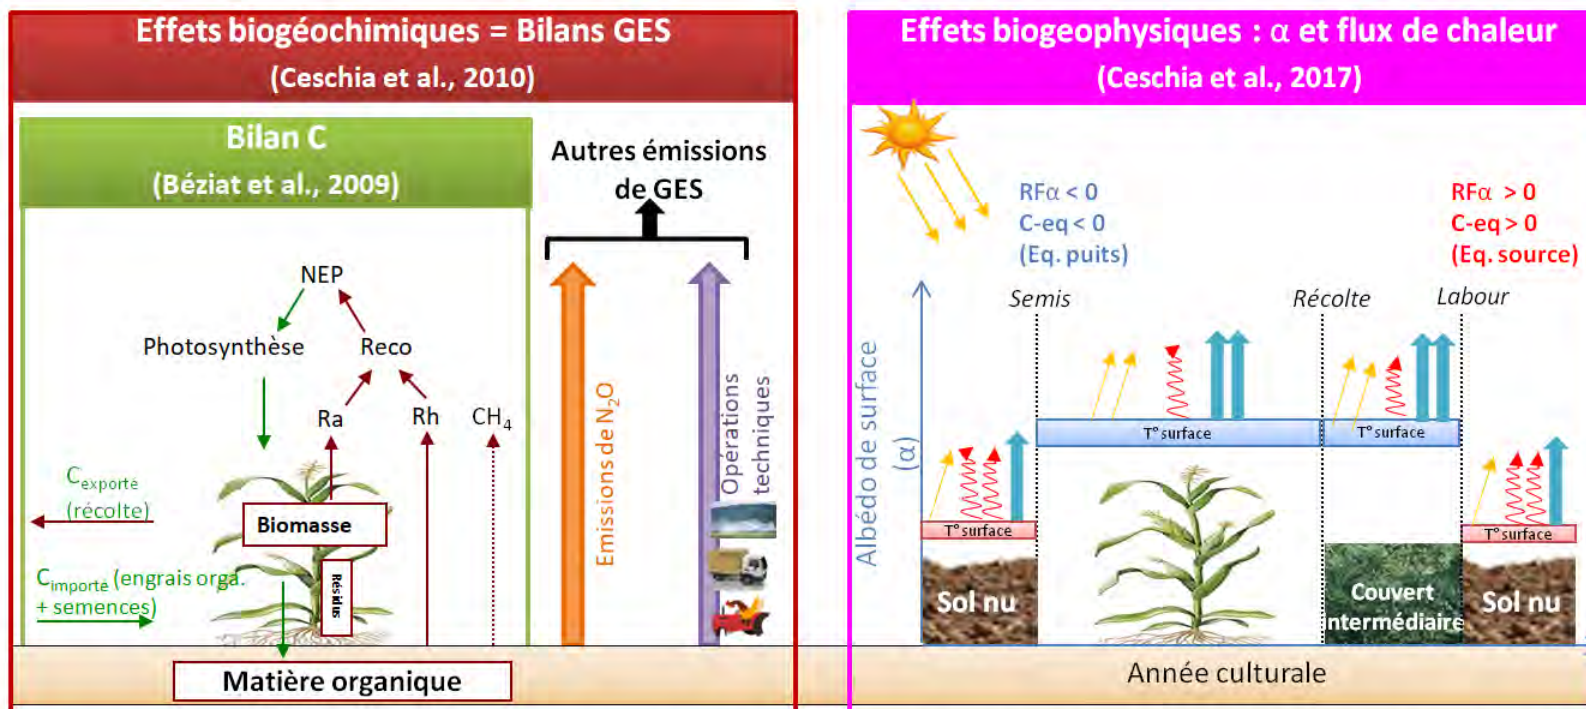 Effets biogéochimiques = Bilans GES
(Ceschia et al., 2010)
Bilan C
(Béziat et al., 2009)
Autres émissions
de GES
NEP
Photosynthèse
Reco
Ra
Rh
CH4
Cexporté
(récolte)
Biomasse
Cimporté (engrais orga.
+ semences)
Résidus
Matière organique
Emissions de N2O
Opérations
techniques
Effets biogeophysiques : α et flux de chaleur
(Ceschia et al., 2017)
RFα < 0
C-eq < 0
(Eq. puits)
RFα > 0
C-eq > 0
(Eq. source)
Semis
Récolte
Labour
Albédo de surface
(α)
T° surface
T° surface
T° surface
T° surface
Sol nu
Couvert
intermédiaire
Sol nu
Année culturale